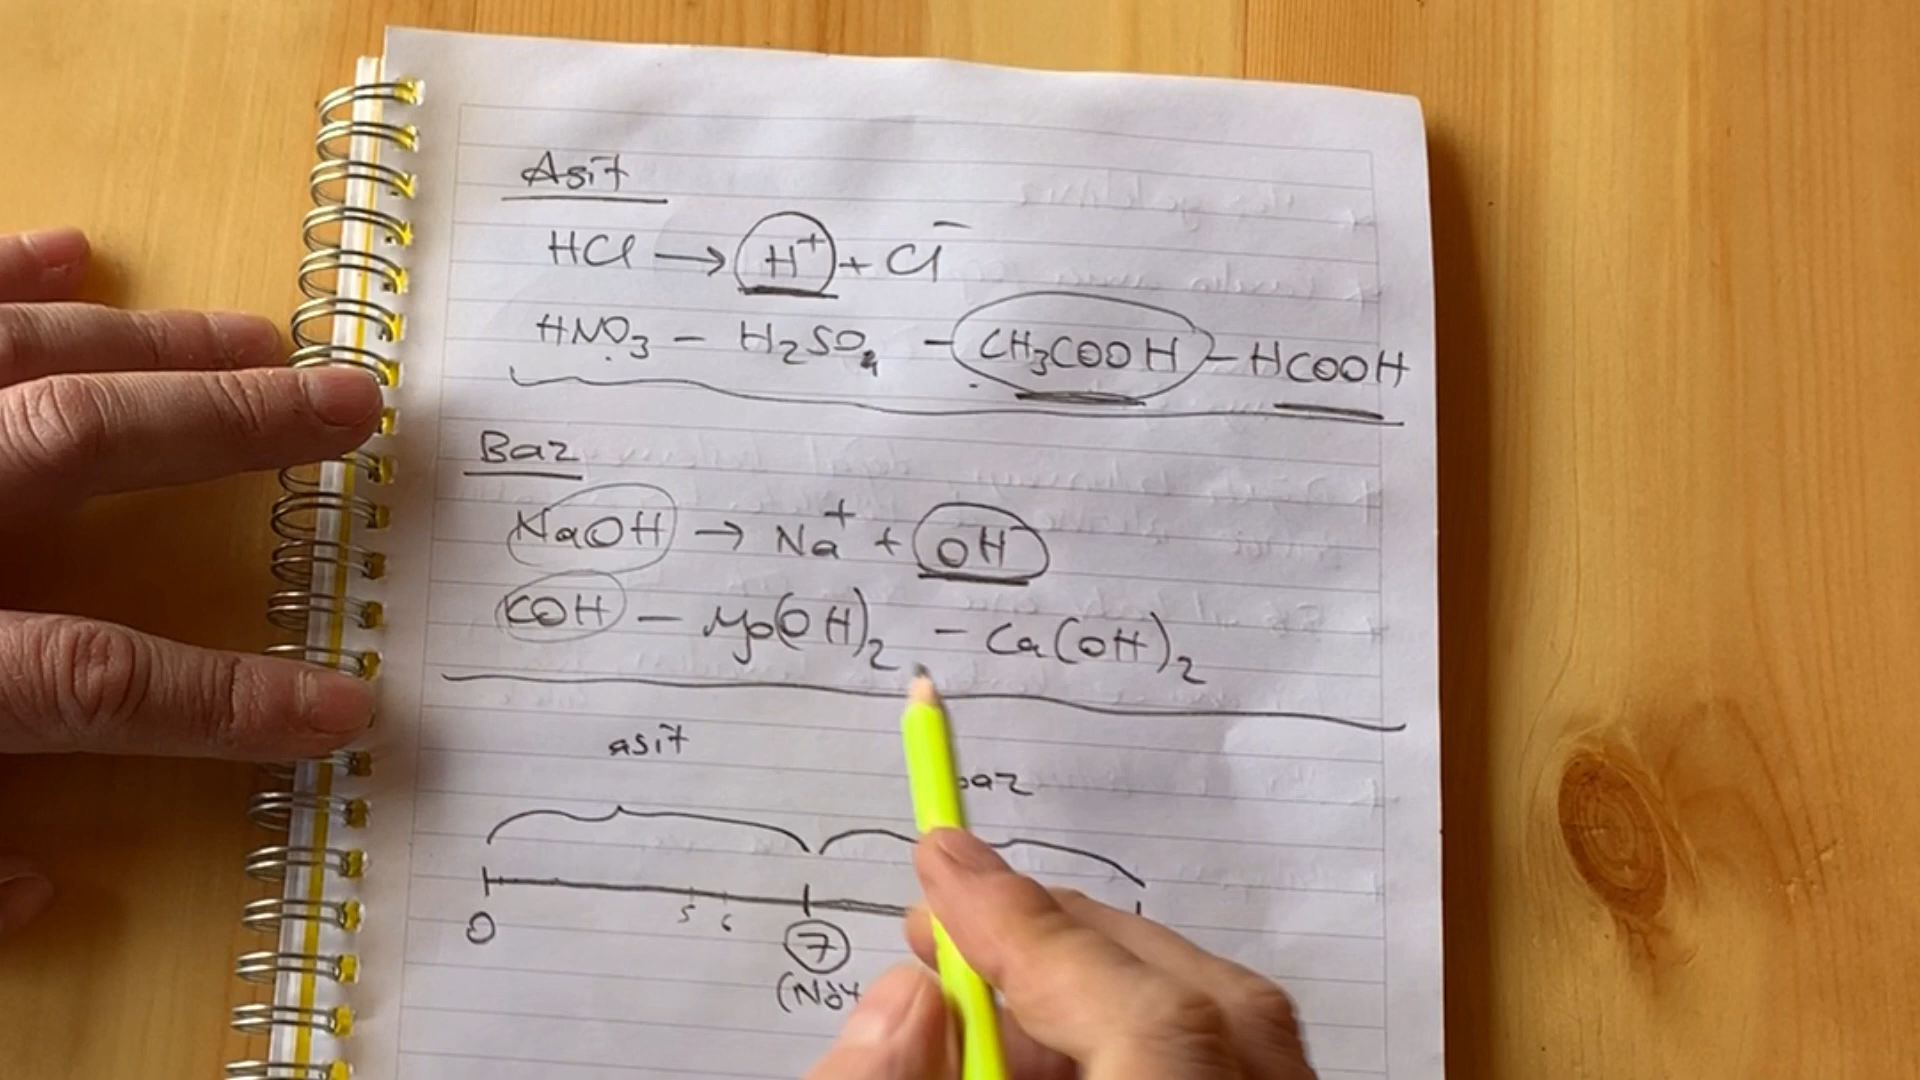 Asit
HCl → H⁺ + Cl⁻
HNO₃ - H₂SO₄ - CH₃COOH - HCOOH
Baz
NaOH → Na⁺ + OH⁻
KOH - Mg(OH)₂ - Ca(OH)₂
asit
baz
5 6
0 7